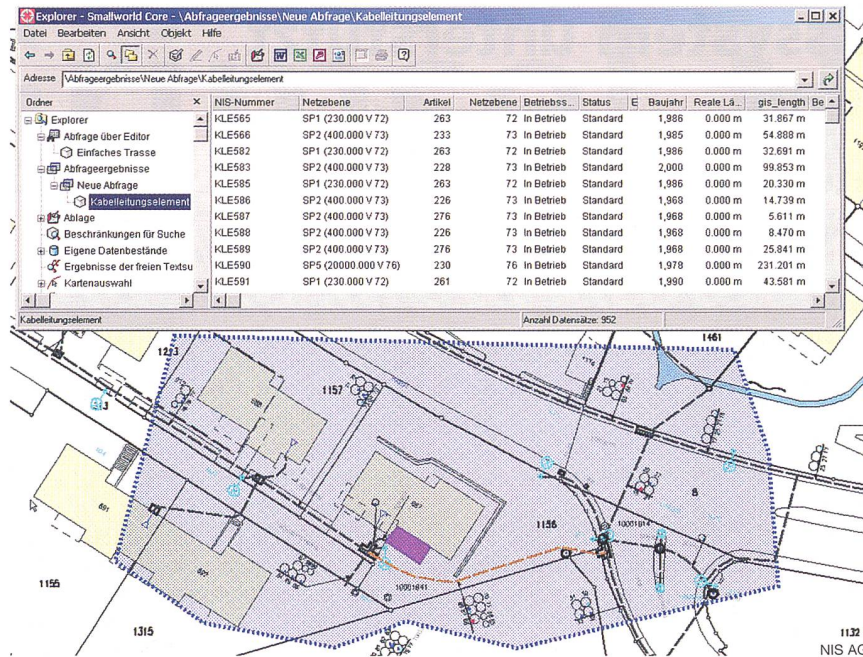 Explorer - Smallworld Core - \Abfrageergebnisse\Neue Abfrage\Kabelleitungselement
Datei Bearbeiten Ansicht Objekt Hilfe
Adresse \Abfrageergebnisse\Neue Abfrage\Kabelleitungselement
Ordner
Explorer
Abfrage über Editor
Einfaches Trasse
Abfrageergebnisse
Neue Abfrage
Kabelleitungselement
Ablage
Beschränkungen für Suche
Eigene Datenbestände
Ergebnisse der freien Textsu
Kartenauswahl
NIS-Nummer Netzebene Artikel Netzebene Betriebss... Status E Baujahr Reale Lä... gis_length Be
KLE565 SP1 (230.000 V 72) 263 72 In Betrieb Standard 1,986 0.000 m 31.867 m
KLE566 SP2 (400.000 V 73) 233 73 In Betrieb Standard 1,985 0.000 m 54.888 m
KLE582 SP1 (230.000 V 72) 263 72 In Betrieb Standard 1,986 0.000 m 32.691 m
KLE583 SP2 (400.000 V 73) 228 73 In Betrieb Standard 2,000 0.000 m 99.853 m
KLE585 SP1 (230.000 V 72) 263 72 In Betrieb Standard 1,986 0.000 m 20.330 m
KLE586 SP2 (400.000 V 73) 226 73 In Betrieb Standard 1,968 0.000 m 14.739 m
KLE587 SP2 (400.000 V 73) 276 73 In Betrieb Standard 1,968 0.000 m 5.611 m
KLE588 SP2 (400.000 V 73) 226 73 In Betrieb Standard 1,968 0.000 m 8.470 m
KLE589 SP2 (400.000 V 73) 276 73 In Betrieb Standard 1,968 0.000 m 25.841 m
KLE590 SP5 (20000.000 V 76) 230 76 In Betrieb Standard 1,978 0.000 m 231.201 m
KLE591 SP1 (230.000 V 72) 261 72 In Betrieb Standard 1,990 0.000 m 43.581 m
Kabelleitungselement Anzahl Datensätze: 952
1461
1157
1156
10001614
10001641
1155
1315
1132
NIS AG